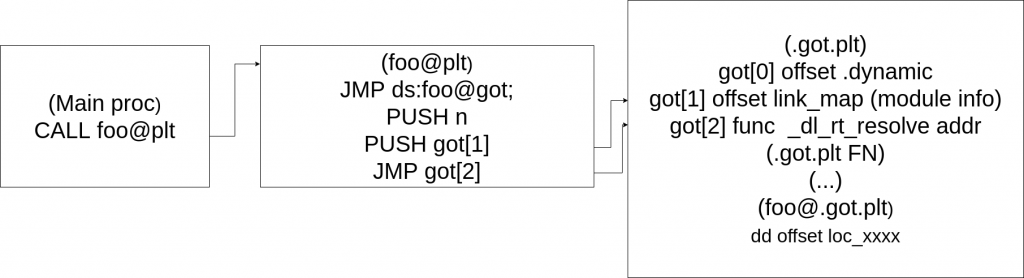 (Main proc)
CALL foo@plt
(foo@plt)
JMP ds:foo@got;
PUSH n
PUSH got[1]
JMP got[2]
(.got.plt)
got[0] offset .dynamic
got[1] offset link_map (module info)
got[2] func _dl_rt_resolve addr
(.got.plt FN)
(...)
(foo@.got.plt)
dd offset loc_xxxx